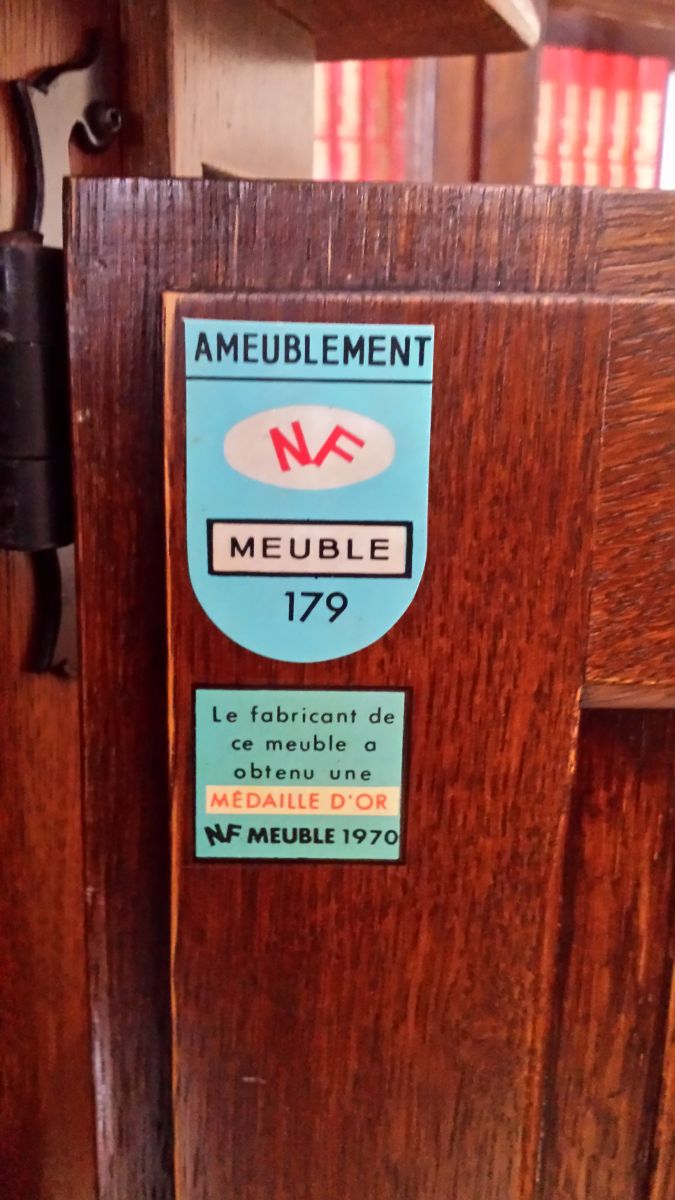 AMEUBLEMENT
NF
MEUBLE
179
Le fabricant de
ce meuble a
obtenu une
MÉDAILLE D'OR
NF MEUBLE 1970